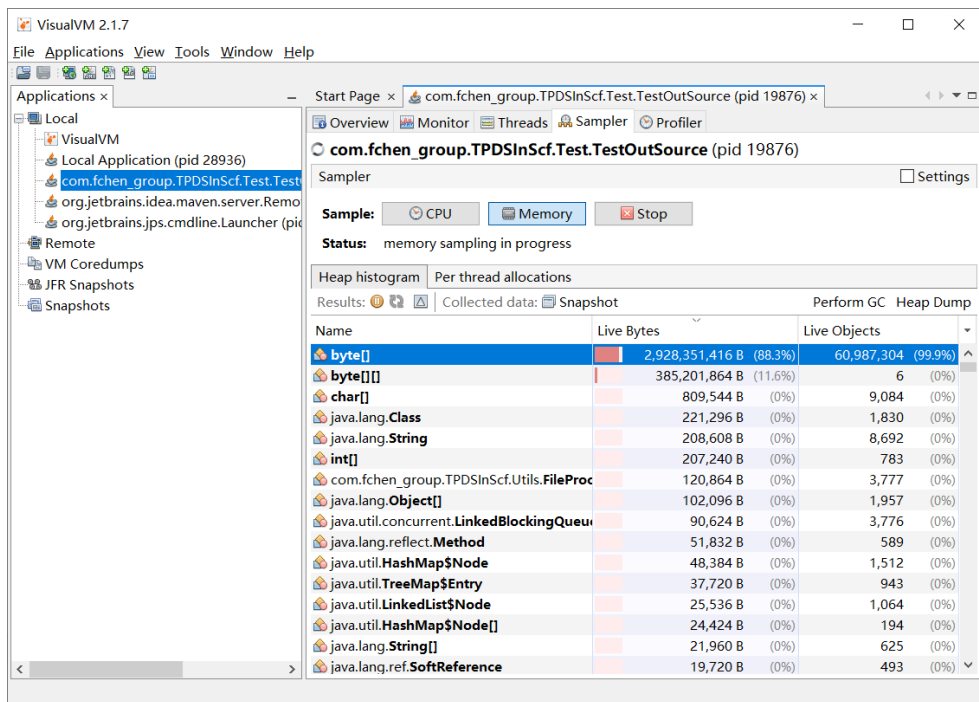 VisualVM 2.1.7
File Applications View Tools Window Help
Applications ×
Start Page × com.fchen_group.TPDSInScf.Test.TestOutSource (pid 19876) ×
Local
VisualVM
Local Application (pid 28936)
com.fchen_group.TPDSInScf.Test.Test
org.jetbrains.idea.maven.server.Remo
org.jetbrains.jps.cmdline.Launcher (pid
Remote
VM Coredumps
JFR Snapshots
Snapshots
Overview Monitor Threads Sampler Profiler
com.fchen_group.TPDSInScf.Test.TestOutSource (pid 19876)
Sampler Settings
Sample: CPU Memory Stop
Status: memory sampling in progress
Heap histogram Per thread allocations
Results: Collected data: Snapshot Perform GC Heap Dump
Name Live Bytes Live Objects
byte[] 2,928,351,416 B (88.3%) 60,987,304 (99.9%)
byte[][] 385,201,864 B (11.6%) 6 (0%)
char[] 809,544 B (0%) 9,084 (0%)
java.lang.Class 221,296 B (0%) 1,830 (0%)
java.lang.String 208,608 B (0%) 8,692 (0%)
int[] 207,240 B (0%) 783 (0%)
com.fchen_group.TPDSInScf.Utils.FileProc 120,864 B (0%) 3,777 (0%)
java.lang.Object[] 102,096 B (0%) 1,957 (0%)
java.util.concurrent.LinkedBlockingQueue 90,624 B (0%) 3,776 (0%)
java.lang.reflect.Method 51,832 B (0%) 589 (0%)
java.util.HashMap$Node 48,384 B (0%) 1,512 (0%)
java.util.TreeMap$Entry 37,720 B (0%) 943 (0%)
java.util.LinkedList$Node 25,536 B (0%) 1,064 (0%)
java.util.HashMap$Node[] 24,424 B (0%) 194 (0%)
java.lang.String[] 21,960 B (0%) 625 (0%)
java.lang.ref.SoftReference 19,720 B (0%) 493 (0%)